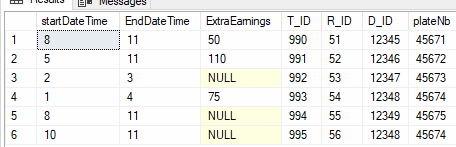 Results Messages
startDateTime EndDateTime ExtraEarnings T_ID R_ID D_ID plateNb
1 8 11 50 990 51 12345 45671
2 5 11 110 991 52 12346 45672
3 2 3 NULL 992 53 12347 45673
4 1 4 75 993 54 12348 45674
5 8 11 NULL 994 55 12349 45675
6 10 11 NULL 995 56 12348 45674